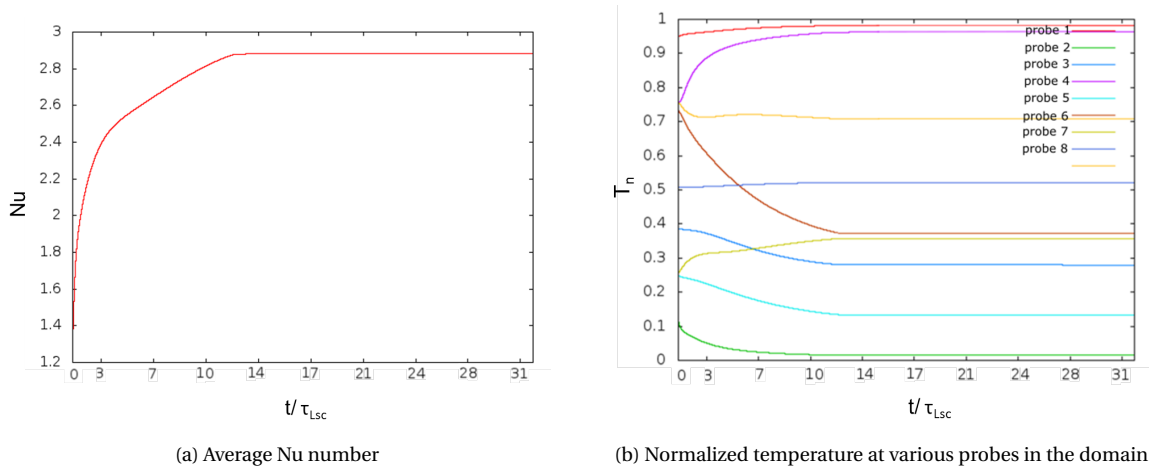 3
2.8
2.6
2.4
2.2
2
1.8
1.6
1.4
1.2
Nu
0 3 7 10 14 17 21 24 28 31
t/ τLsc
(a) Average Nu number
1
0.9
0.8
0.7
0.6
0.5
0.4
0.3
0.2
0.1
0
Tn
probe 1
probe 2
probe 3
probe 4
probe 5
probe 6
probe 7
probe 8
0 3 7 10 14 17 21 24 28 31
t/ τLsc
(b) Normalized temperature at various probes in the domain